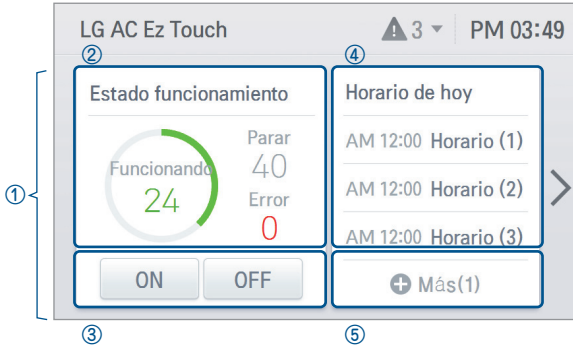 LG AC Ez Touch
3
PM 03:49
②
④
①
Estado funcionamiento
Funcionando
24
Parar
40
Error
0
ON
OFF
Horario de hoy
AM 12:00 Horario (1)
AM 12:00 Horario (2)
AM 12:00 Horario (3)
Más(1)
③
⑤